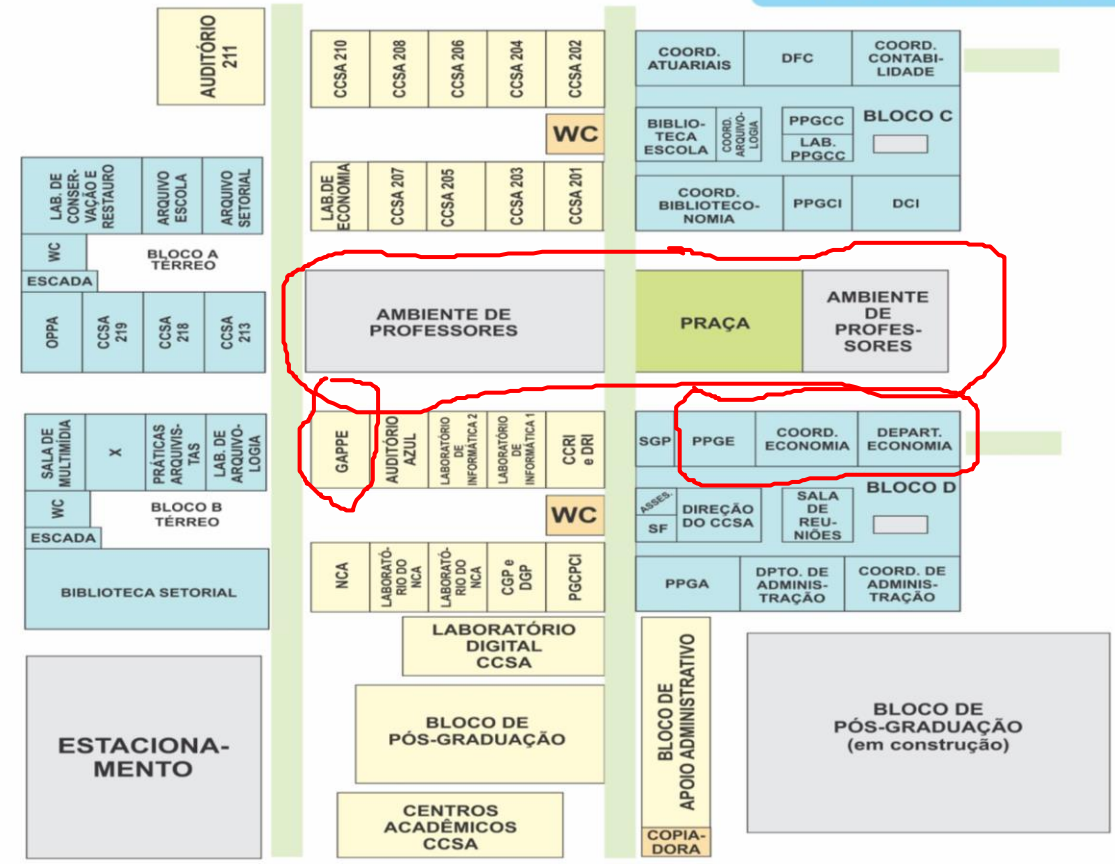 AUDITÓRIO
211
CCSA 210
CCSA 208
CCSA 206
CCSA 204
CCSA 202
WC
LAB.DE
ECONOMIA
CCSA 207
CCSA 205
CCSA 203
CCSA 201
COORD.
ATUARIAIS
DFC
COORD.
CONTABI-
LIDADE
BIBLIO-
TECA
ESCOLA
COORD.
ARQUIVO-
LOGIA
PPGCC
LAB.
PPGCC
BLOCO C
COORD.
BIBLIOTECO-
NOMIA
PPGCI
DCI
LAB. DE
CONSER-
VAÇÃO E
RESTAURO
ARQUIVO
ESCOLA
ARQUIVO
SETORIAL
WC
BLOCO A
TÉRREO
ESCADA
OPPA
CCSA
219
CCSA
218
CCSA
213
AMBIENTE DE
PROFESSORES
PRAÇA
AMBIENTE
DE
PROFES-
SORES
SALA DE
MULTIMÍDIA
X
PRÁTICAS
ARQUIVIS-
TAS
LAB. DE
ARQUIVO-
LOGIA
WC
BLOCO B
TÉRREO
ESCADA
BIBLIOTECA SETORIAL
GAPPE
AUDITÓRIO
AZUL
LABORATÓRIO
DE
INFORMÁTICA 2
LABORATÓRIO
DE
INFORMÁTICA 1
CCRI
e DRI
WC
NCA
LABORATÓ-
RIO DO
NCA
LABORATÓ-
RIO DO
NCA
CGP e
DGP
PGCPCI
SGP
PPGE
COORD.
ECONOMIA
DEPART.
ECONOMIA
ASSES.
SF
DIREÇÃO
DO CCSA
SALA
DE
REU-
NIÕES
BLOCO D
PPGA
DPTO. DE
ADMINIS-
TRAÇÃO
COORD. DE
ADMINIS-
TRAÇÃO
LABORATÓRIO
DIGITAL
CCSA
BLOCO DE
PÓS-GRADUAÇÃO
CENTROS
ACADÊMICOS
CCSA
BLOCO DE
APOIO ADMINISTRATIVO
COPIA-
DORA
ESTACIONA-
MENTO
BLOCO DE
PÓS-GRADUAÇÃO
(em construção)